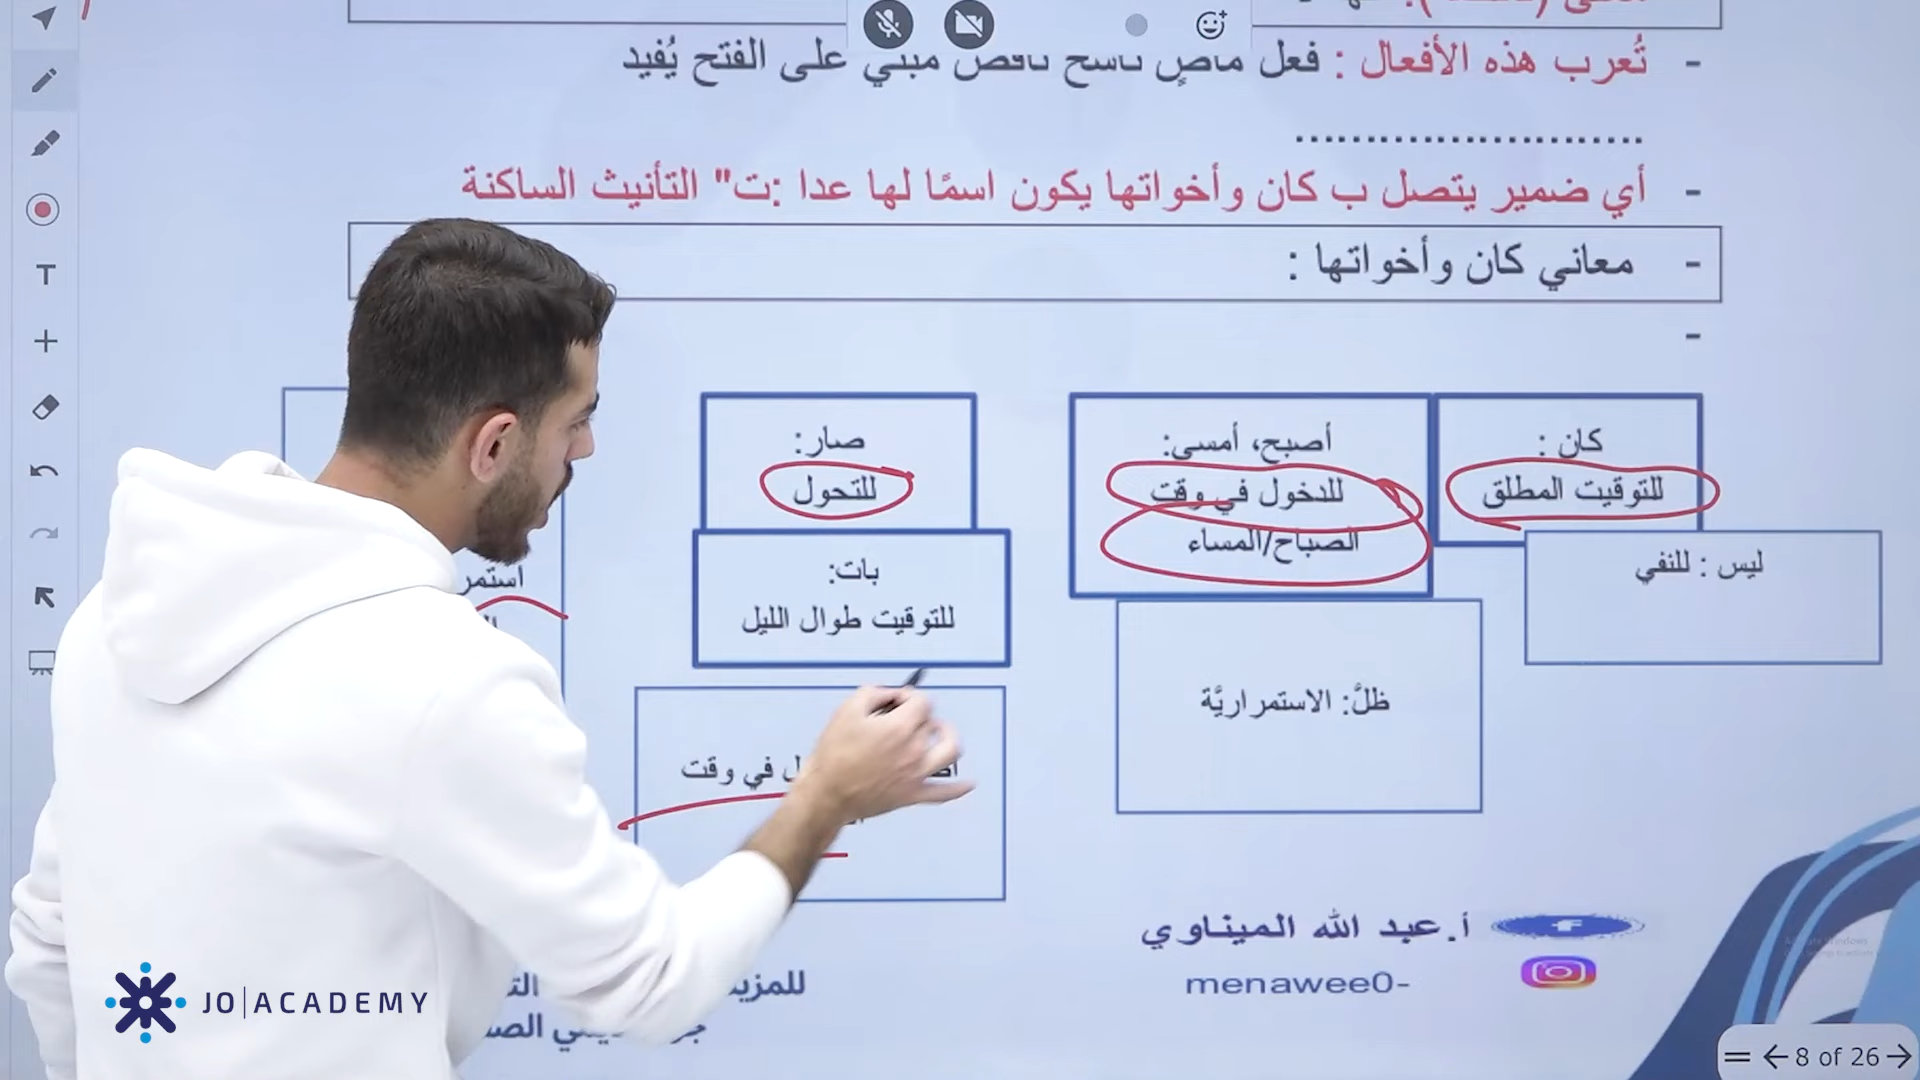 - تُعرب هذه الأفعال : فعل ماضٍ ناسخ ناقص مبني على الفتح يُفيد
........................
- أي ضمير يتصل ب كان وأخواتها يكون اسمًا لها عدا :ت" التأنيث الساكنة
- معاني كان وأخواتها :
-
كان :
للتوقيت المطلق
أصبح، أمسى:
للدخول في وقت
الصباح/المساء
صار:
للتحول
ليس : للنفي
بات:
للتوقيت طوال الليل
استمر
ظلَّ: الاستمراريَّة
في وقت
أ.عبد الله الميناوي
menawee0-
JO|ACADEMY
8 of 26